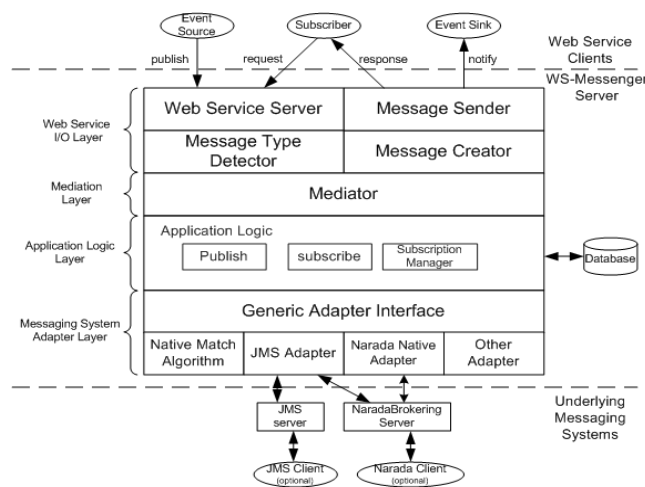 Event
Source
Subscriber
Event Sink
Web Service
Clients
publish
request
response
notify
WS-Messenger
Server
Web Service
I/O Layer
Web Service Server
Message Sender
Message Type
Detector
Message Creator
Mediation
Layer
Mediator
Application Logic
Layer
Application Logic
Publish
subscribe
Subscription
Manager
Database
Messaging System
Adapter Layer
Generic Adapter Interface
Native Match
Algorithm
JMS Adapter
Narada Native
Adapter
Other
Adapter
JMS
server
NaradaBrokering
Server
Underlying
Messaging
Systems
JMS Client
(optional)
Narada Client
(optional)